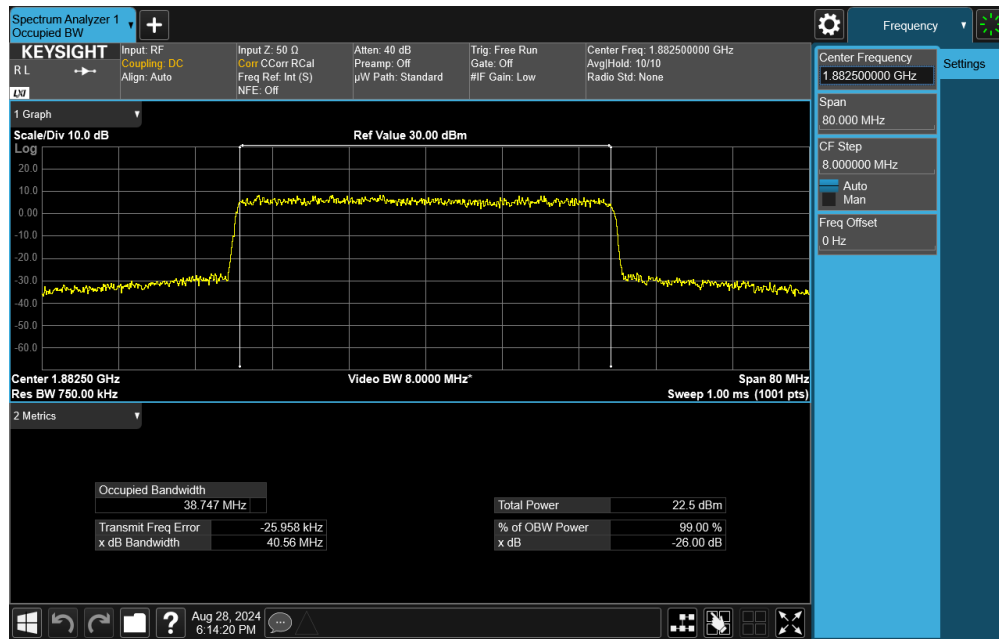 Spectrum Analyzer 1
Occupied BW
+
Frequency
KEYSIGHT
R L
LXI
Input: RF
Coupling: DC
Align: Auto
Input Z: 50 Ω
Corr CCorr RCal
Freq Ref: Int (S)
NFE: Off
Atten: 40 dB
Preamp: Off
µW Path: Standard
Trig: Free Run
Gate: Off
#IF Gain: Low
Center Freq: 1.882500000 GHz
Avg|Hold: 10/10
Radio Std: None
Center Frequency
1.882500000 GHz
Settings
Span
80.000 MHz
CF Step
8.000000 MHz
Auto
Man
Freq Offset
0 Hz
1 Graph
Scale/Div 10.0 dB
Ref Value 30.00 dBm
Log
20.0
10.0
0.00
-10.0
-20.0
-30.0
-40.0
-50.0
-60.0
Center 1.88250 GHz
Video BW 8.0000 MHz*
Span 80 MHz
Res BW 750.00 kHz
Sweep 1.00 ms (1001 pts)
2 Metrics
Occupied Bandwidth
38.747 MHz
Total Power 22.5 dBm
Transmit Freq Error -25.958 kHz
% of OBW Power 99.00 %
x dB Bandwidth 40.56 MHz
x dB -26.00 dB
?
Aug 28, 2024
6:14:20 PM